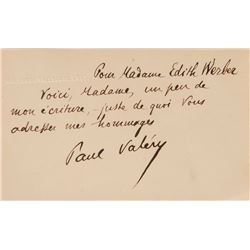 Pour Madame Edith Werber
Voici, Madame, un peu de
mon écriture, - juste de quoi vous
adresser mes hommages
Paul Valéry